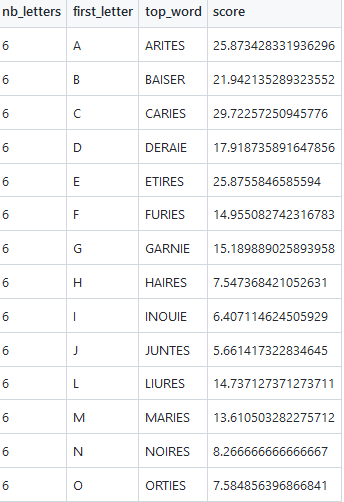 nb_letters first_letter top_word score
6 A ARITES 25.873428331936296
6 B BAISER 21.942135289323552
6 C CARIES 29.72257250945776
6 D DERAIE 17.918735891647856
6 E ETIRES 25.8755846585594
6 F FURIES 14.955082742316783
6 G GARNIE 15.189889025893958
6 H HAIRES 7.547368421052631
6 I INOUIE 6.407114624505929
6 J JUNTES 5.661417322834645
6 L LIURES 14.737127371273711
6 M MARIES 13.610503282275712
6 N NOIRES 8.266666666666667
6 O ORTIES 7.584856396866841